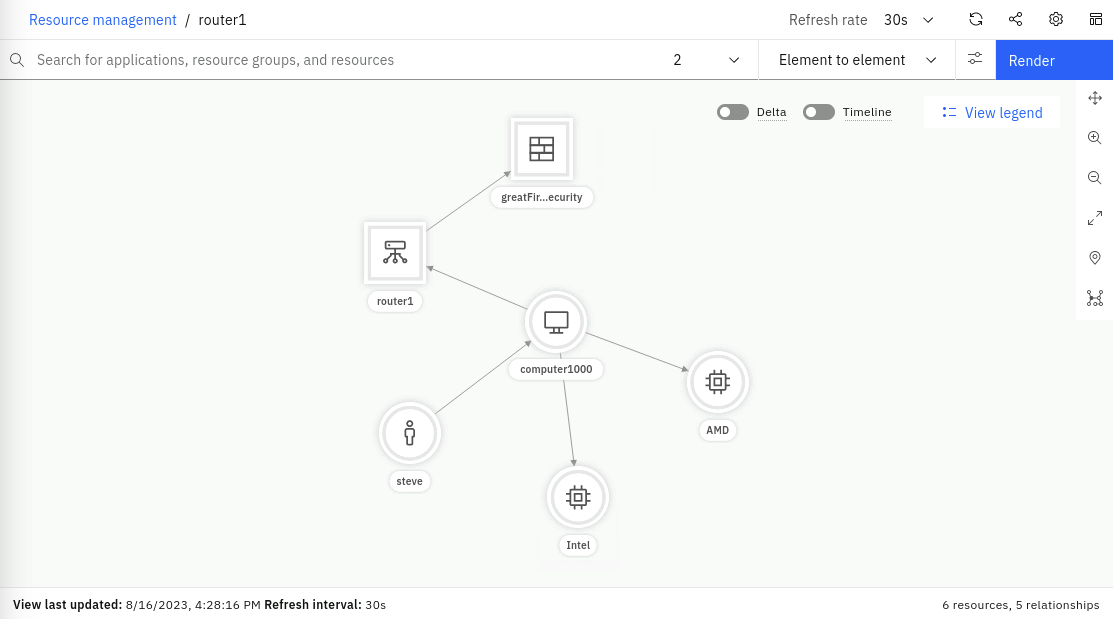 Resource management / router1
Refresh rate 30s
Search for applications, resource groups, and resources
2
Element to element
Render
Delta
Timeline
View legend
greatFir...ecurity
router1
computer1000
AMD
steve
Intel
View last updated: 8/16/2023, 4:28:16 PM Refresh interval: 30s
6 resources, 5 relationships